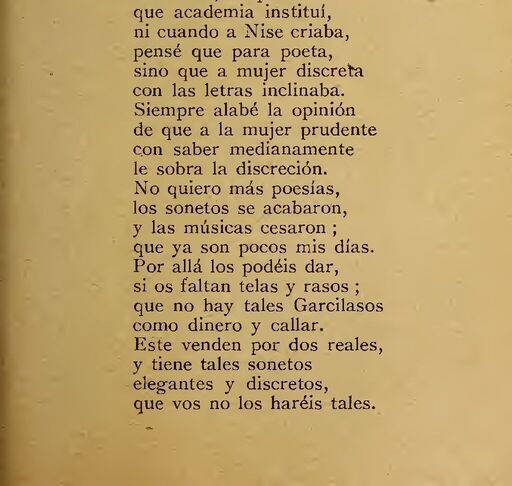 que academia instituí,
ni cuando a Nise criaba,
pensé que para poeta,
sino que a mujer discreta
con las letras inclinaba.
Siempre alabé la opinión
de que a la mujer prudente
con saber medianamente
le sobra la discreción.
No quiero más poesías,
los sonetos se acabaron,
y las músicas cesaron ;
que ya son pocos mis días.
Por allá los podéis dar,
si os faltan telas y rasos ;
que no hay tales Garcilasos
como dinero y callar.
Este venden por dos reales,
y tiene tales sonetos
elegantes y discretos,
que vos no los haréis tales.